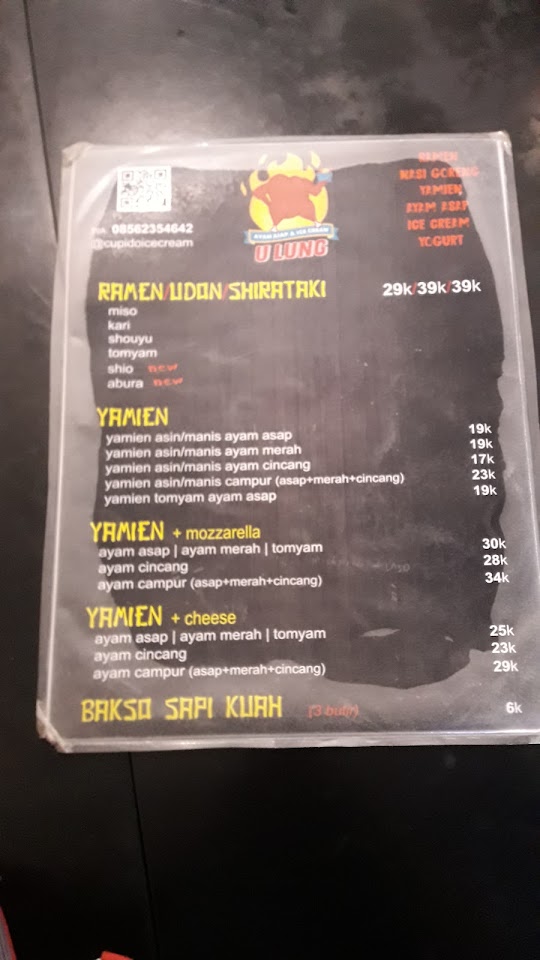 WA 08562354642
@cupidoicecream
AYAM ASAP & ICE CREAM
U LUNG
RAMEN
NASI GORENG
YAMIEN
AYAM ASAP
ICE CREAM
YOGURT
RAMEN/UDON/SHIRATAKI 29k/39k/39k
miso
kari
shouyu
tomyam
shio new
abura new
YAMIEN
yamien asin/manis ayam asap 19k
yamien asin/manis ayam merah 19k
yamien asin/manis ayam cincang 17k
yamien asin/manis campur (asap+merah+cincang) 23k
yamien tomyam ayam asap 19k
YAMIEN + mozzarella
ayam asap | ayam merah | tomyam 30k
ayam cincang 28k
ayam campur (asap+merah+cincang) 34k
YAMIEN + cheese
ayam asap | ayam merah | tomyam 25k
ayam cincang 23k
ayam campur (asap+merah+cincang) 29k
BAKSO SAPI KUAH (3 butir) 6k